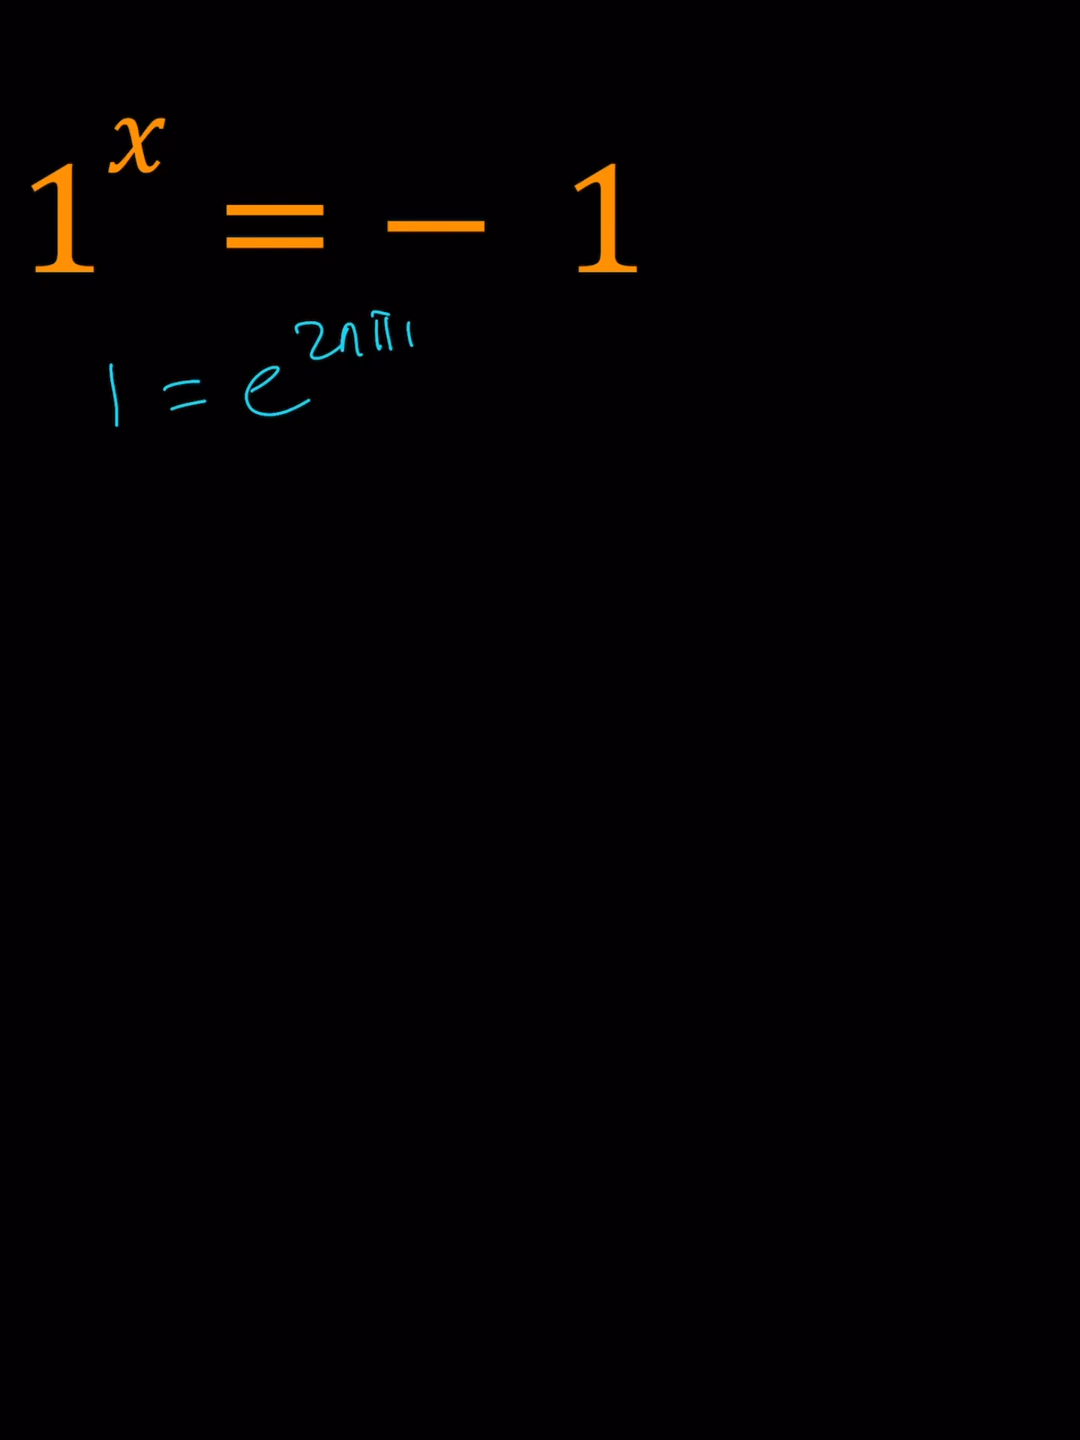 1^x = − 1
1 = e^{2nπi}